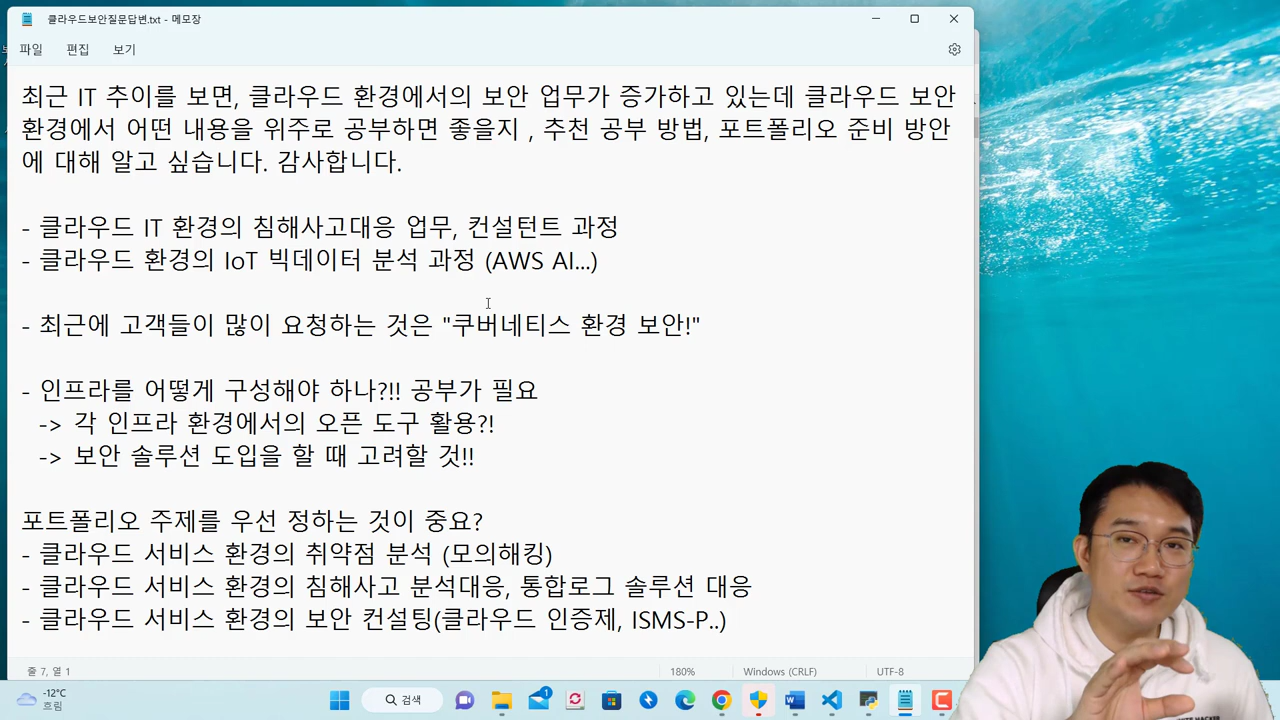 클라우드보안질문답변.txt - 메모장
파일 편집 보기
최근 IT 추이를 보면, 클라우드 환경에서의 보안 업무가 증가하고 있는데 클라우드 보안
환경에서 어떤 내용을 위주로 공부하면 좋을지 , 추천 공부 방법, 포트폴리오 준비 방안
에 대해 알고 싶습니다. 감사합니다.
- 클라우드 IT 환경의 침해사고대응 업무, 컨설턴트 과정
- 클라우드 환경의 IoT 빅데이터 분석 과정 (AWS AI...)
- 최근에 고객들이 많이 요청하는 것은 "쿠버네티스 환경 보안!"
- 인프라를 어떻게 구성해야 하나?!! 공부가 필요
-> 각 인프라 환경에서의 오픈 도구 활용?!
-> 보안 솔루션 도입을 할 때 고려할 것!!
포트폴리오 주제를 우선 정하는 것이 중요?
- 클라우드 서비스 환경의 취약점 분석 (모의해킹)
- 클라우드 서비스 환경의 침해사고 분석대응, 통합로그 솔루션 대응
- 클라우드 서비스 환경의 보안 컨설팅(클라우드 인증제, ISMS-P..)
줄 7, 열 1 180% Windows (CRLF) UTF-8
-12°C
흐림
검색
1